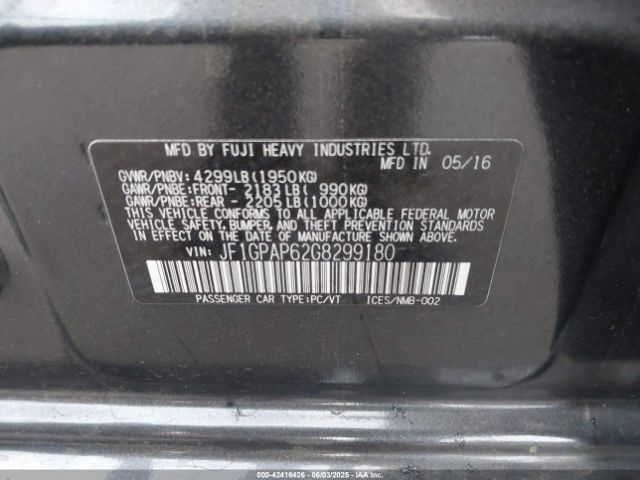 MFD BY FUJI HEAVY INDUSTRIES LTD.
MFD IN 05/16
GVWR/PNBV: 4299LB(1950KG)
GAWR/PNBE:FRONT- 2183LB( 990KG)
GAWR/PNBE:REAR - 2205LB(1000KG)
THIS VEHICLE CONFORMS TO ALL APPLICABLE FEDERAL MOTOR
VEHICLE SAFETY,BUMPER,AND THEFT PREVENTION STANDARDS
IN EFFECT ON THE DATE OF MANUFACTURE SHOWN ABOVE.
VIN: JF1GPAP62G8299180
PASSENGER CAR TYPE:PC/VT ICES/NMB-002
000-42416426 - 06/03/2025 - IAAI.COM